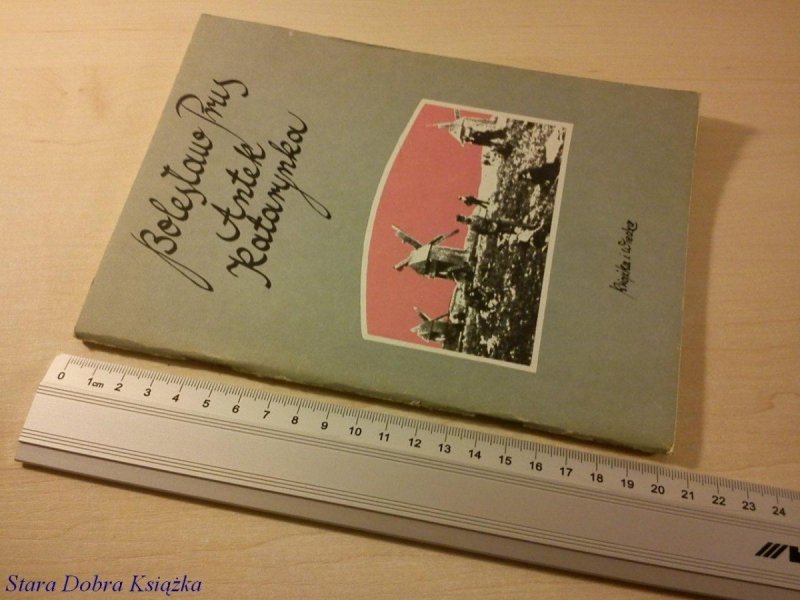 Bolesław Prus
Antek
Katarynka
Książka i Wiedza
0 1cm 2 3 4 5 6 7 8 9 10 11 12 13 14 15 16 17 18 19 20 21 22 23 24
Stara Dobra Książka